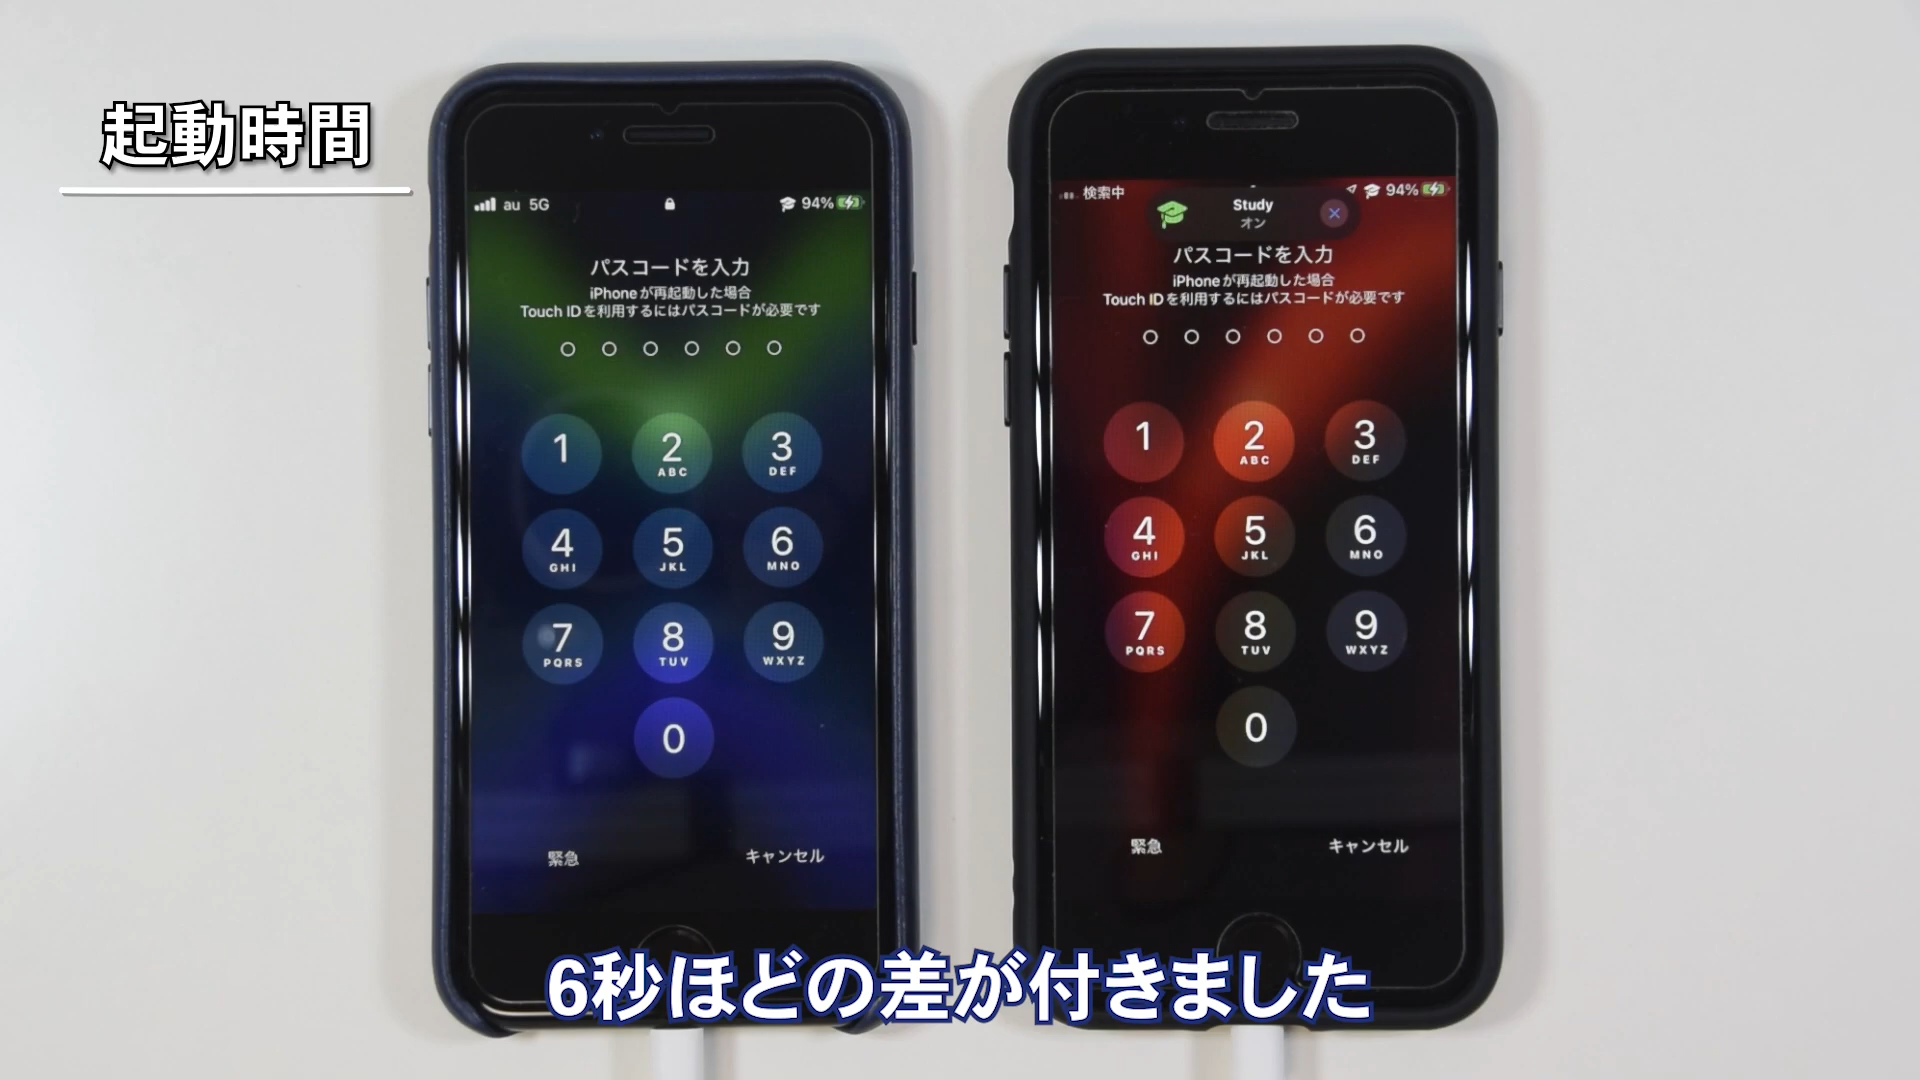 起動時間
au 5G
94%
パスコードを入力
iPhoneが再起動した場合
Touch IDを利用するにはパスコードが必要です
1
2
ABC
3
DEF
4
GHI
5
JKL
6
MNO
7
PQRS
8
TUV
9
WXYZ
0
緊急
キャンセル
検索中
94%
Study
オン
パスコードを入力
iPhoneが再起動した場合
Touch IDを利用するにはパスコードが必要です
1
2
ABC
3
DEF
4
GHI
5
JKL
6
MNO
7
PQRS
8
TUV
9
WXYZ
0
緊急
キャンセル
6秒ほどの差が付きました